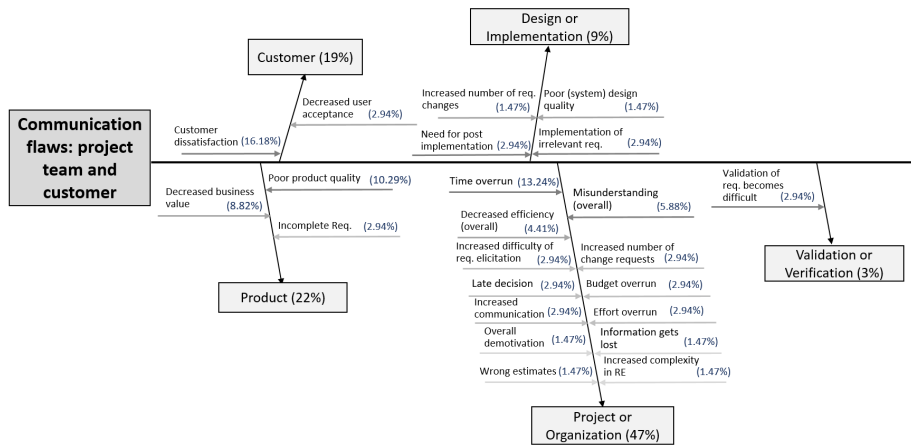 Design or
Implementation (9%)
Customer (19%)
Increased number of req.
changes (1.47%)
Poor (system) design
quality (1.47%)
Decreased user
acceptance (2.94%)
Communication
flaws: project
team and
customer
Customer
dissatisfaction (16.18%)
Need for post
implementation (2.94%)
Implementation of
irrelevant req. (2.94%)
Poor product quality (10.29%)
Decreased business
value (8.82%)
Incomplete Req. (2.94%)
Product (22%)
Time overrun (13.24%)
Misunderstanding
(overall) (5.88%)
Decreased efficiency
(overall) (4.41%)
Increased difficulty of
req. elicitation (2.94%)
Increased number of
change requests (2.94%)
Late decision (2.94%)
Budget overrun (2.94%)
Increased
communication (2.94%)
Effort overrun (2.94%)
Overall
demotivation (1.47%)
Information gets
lost (1.47%)
Wrong estimates (1.47%)
Increased complexity
in RE (1.47%)
Project or
Organization (47%)
Validation of
req. becomes
difficult (2.94%)
Validation or
Verification (3%)